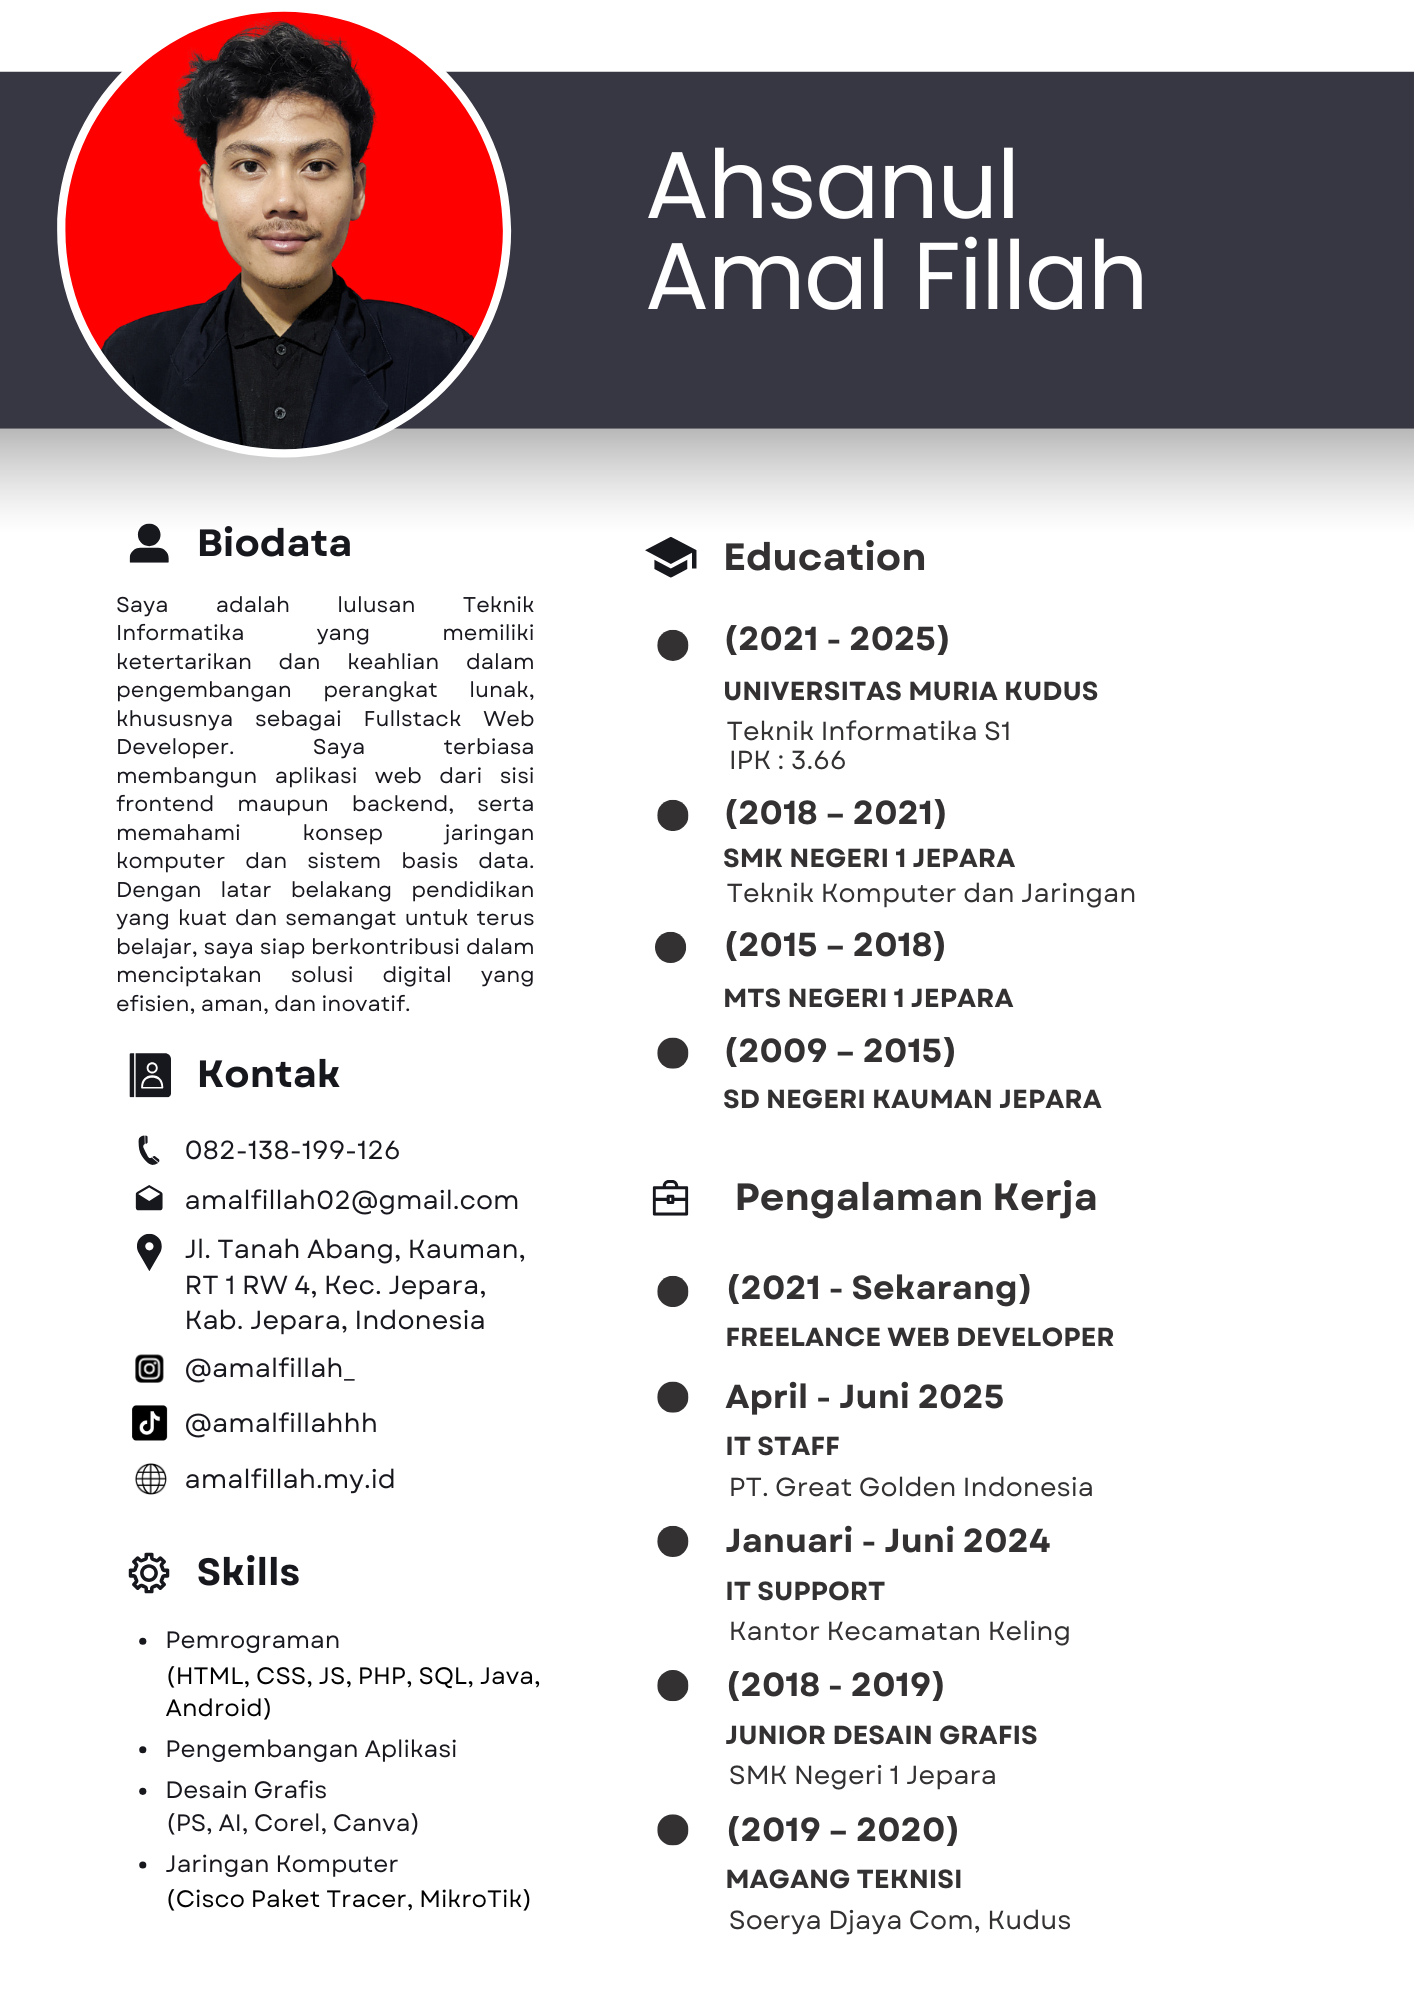 Ahsanul
Amal Fillah
Biodata
Saya adalah lulusan Teknik
Informatika yang memiliki
ketertarikan dan keahlian dalam
pengembangan perangkat lunak,
khususnya sebagai Fullstack Web
Developer. Saya terbiasa
membangun aplikasi web dari sisi
frontend maupun backend, serta
memahami konsep jaringan
komputer dan sistem basis data.
Dengan latar belakang pendidikan
yang kuat dan semangat untuk terus
belajar, saya siap berkontribusi dalam
menciptakan solusi digital yang
efisien, aman, dan inovatif.
Kontak
082-138-199-126
amalfillah02@gmail.com
Jl. Tanah Abang, Kauman,
RT 1 RW 4, Kec. Jepara,
Kab. Jepara, Indonesia
@amalfillah_
@amalfillahhh
amalfillah.my.id
Skills
• Pemrograman
(HTML, CSS, JS, PHP, SQL, Java,
Android)
• Pengembangan Aplikasi
• Desain Grafis
(PS, AI, Corel, Canva)
• Jaringan Komputer
(Cisco Paket Tracer, MikroTik)
Education
(2021 - 2025)
UNIVERSITAS MURIA KUDUS
Teknik Informatika S1
IPK : 3.66
(2018 – 2021)
SMK NEGERI 1 JEPARA
Teknik Komputer dan Jaringan
(2015 – 2018)
MTS NEGERI 1 JEPARA
(2009 – 2015)
SD NEGERI KAUMAN JEPARA
Pengalaman Kerja
(2021 - Sekarang)
FREELANCE WEB DEVELOPER
April - Juni 2025
IT STAFF
PT. Great Golden Indonesia
Januari - Juni 2024
IT SUPPORT
Kantor Kecamatan Keling
(2018 - 2019)
JUNIOR DESAIN GRAFIS
SMK Negeri 1 Jepara
(2019 – 2020)
MAGANG TEKNISI
Soerya Djaya Com, Kudus